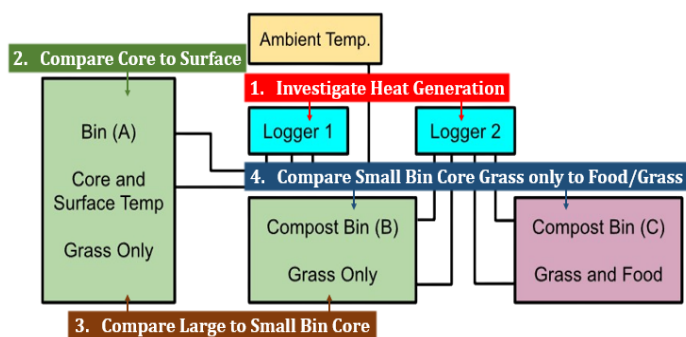 Ambient Temp.
2. Compare Core to Surface
1. Investigate Heat Generation
Bin (A)
Core and
Surface Temp
Grass Only
Logger 1
Logger 2
4. Compare Small Bin Core Grass only to Food/Grass
Compost Bin (B)
Grass Only
Compost Bin (C)
Grass and Food
3. Compare Large to Small Bin Core